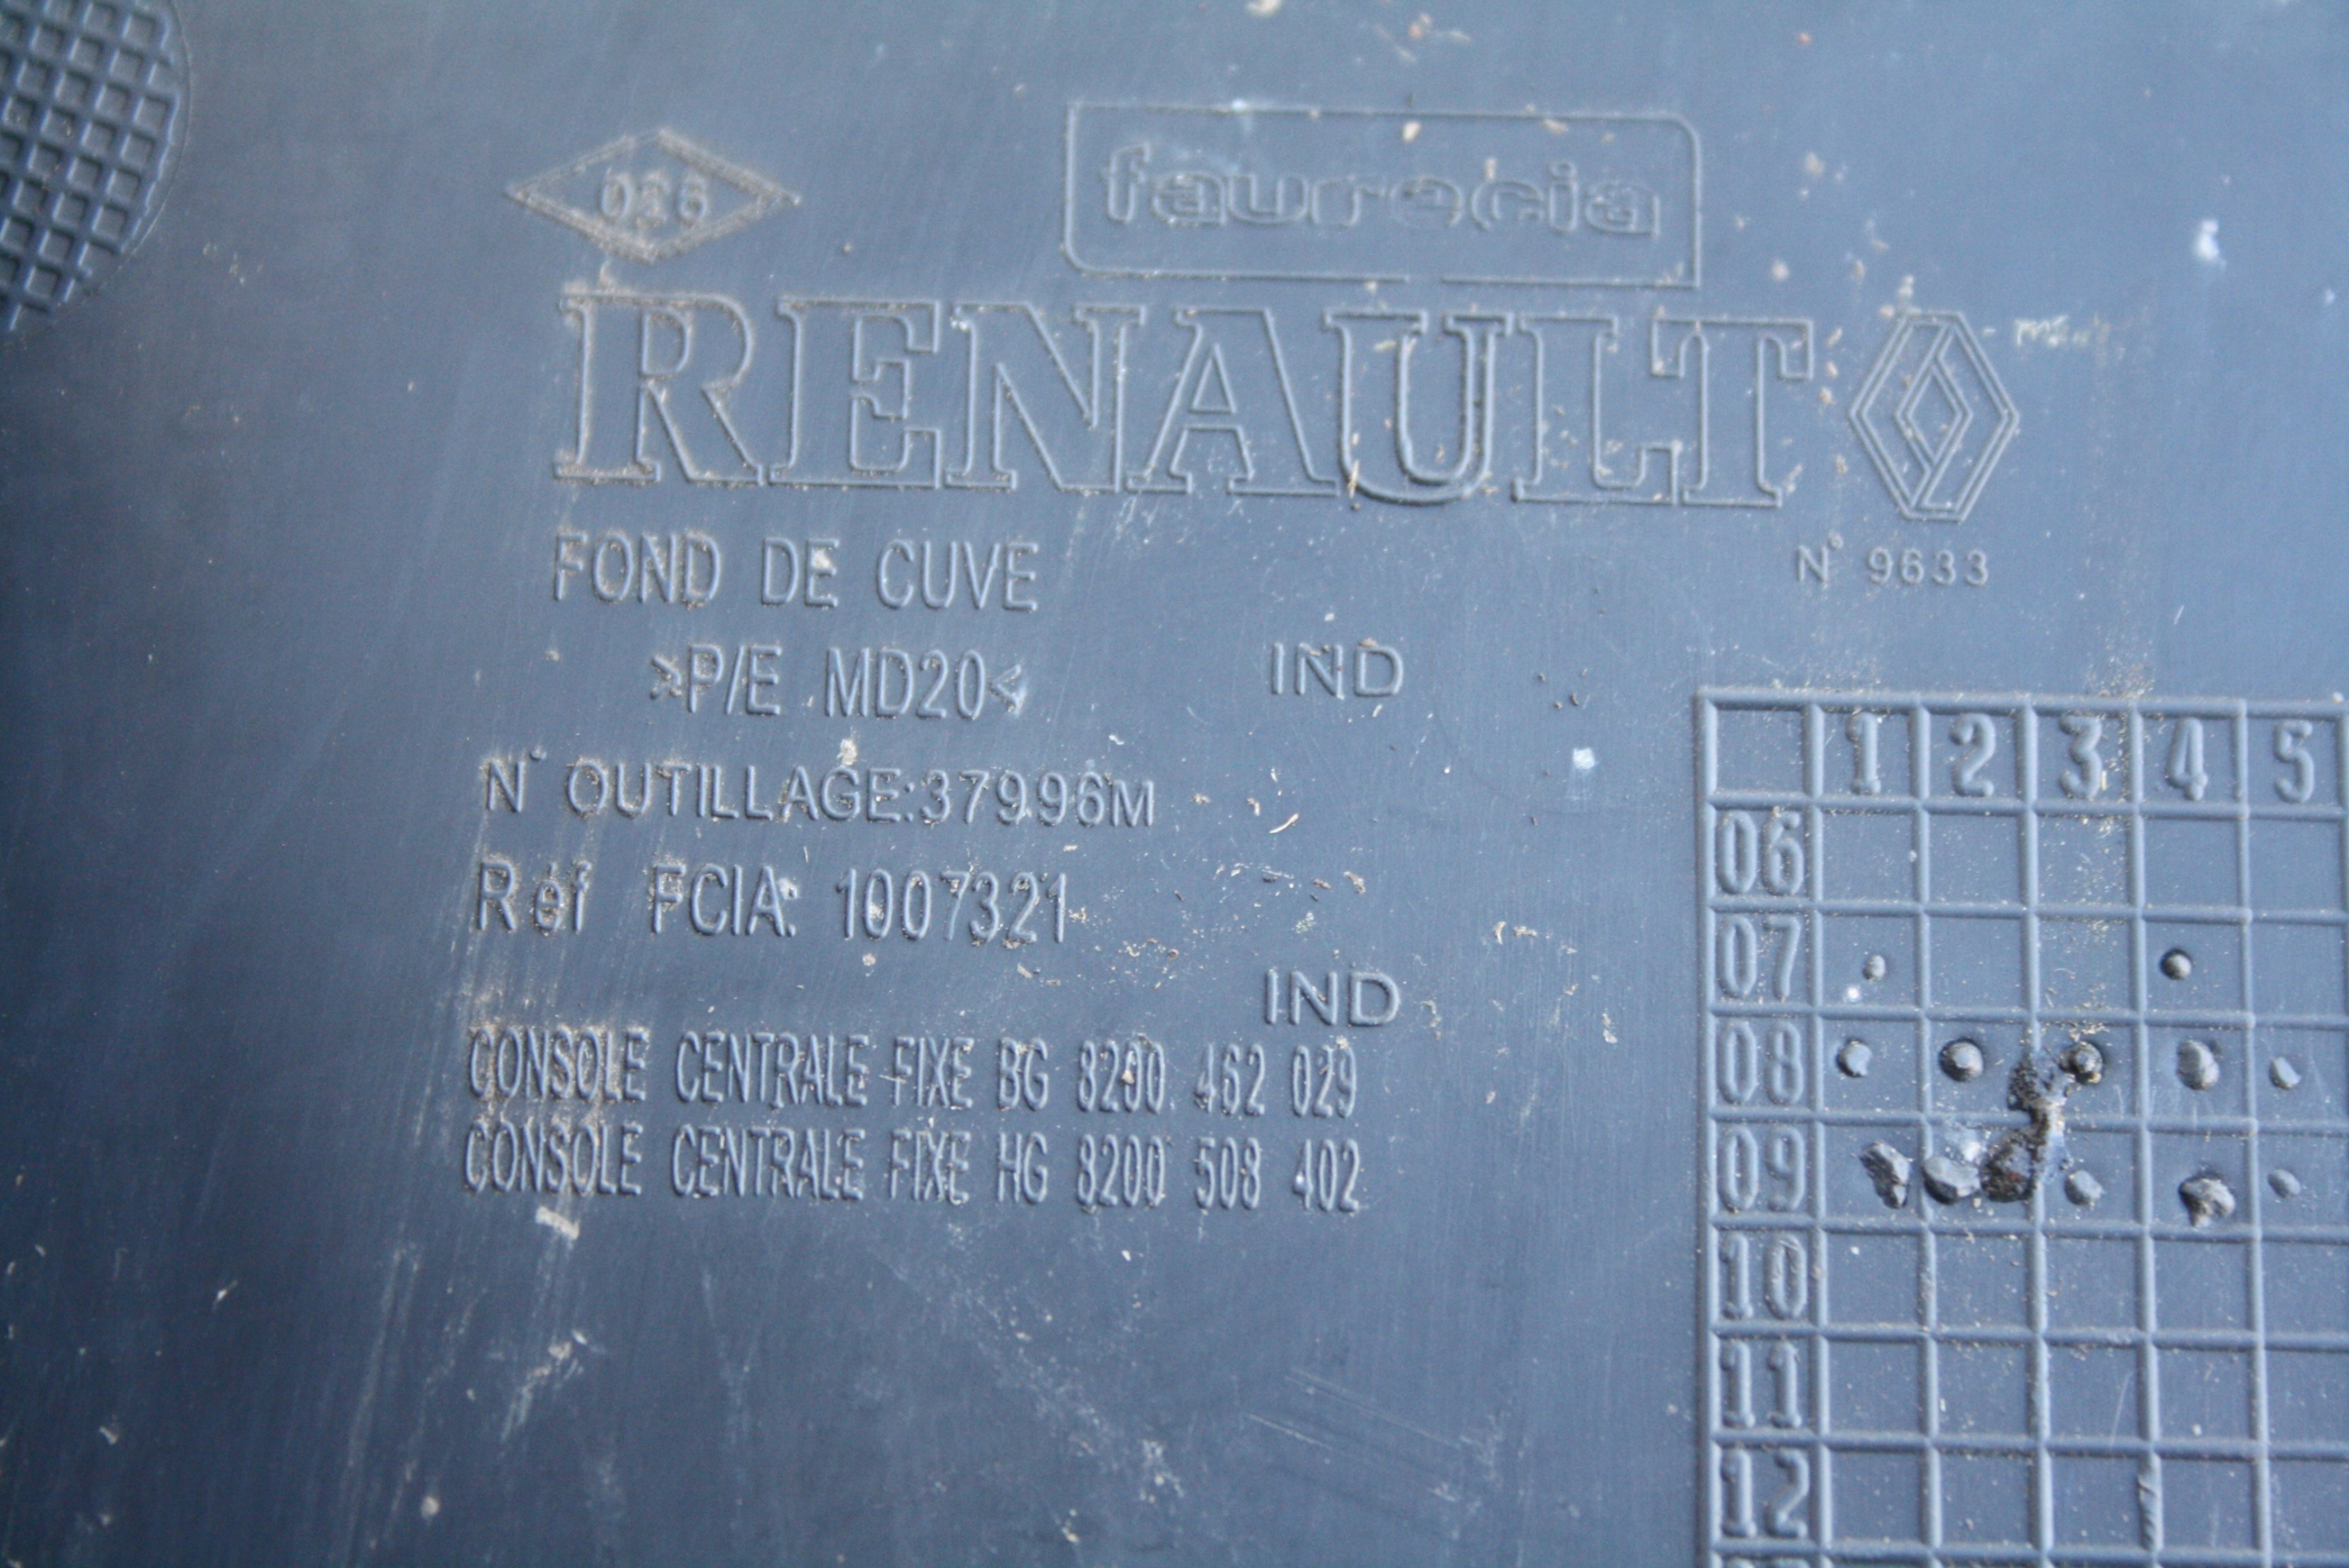 faurecia
RENAULT
N° 9633
FOND DE CUVE
>P/E MD20< IND
N° OUTILLAGE:37996M
Réf FCIA: 1007321
IND
CONSOLE CENTRALE FIXE BG 8200 462 029
CONSOLE CENTRALE FIXE HG 8200 508 402
1 2 3 4 5
06
07
08
09
10
11
12